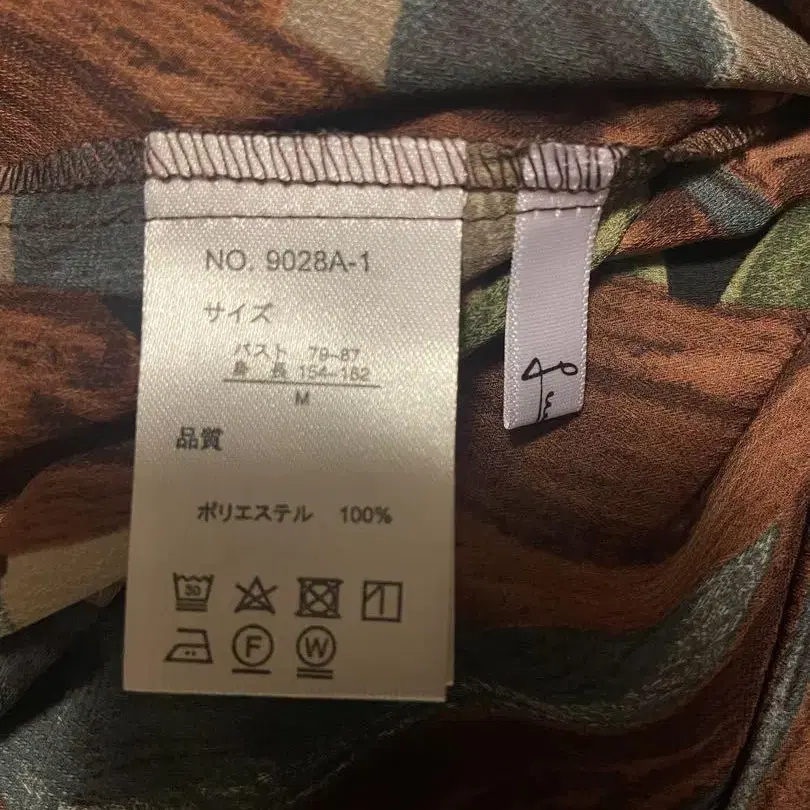 NO. 9028A-1
サイズ
バスト 79~87
身 長 154~162
M
品質
ポリエステル 100%
30
F W